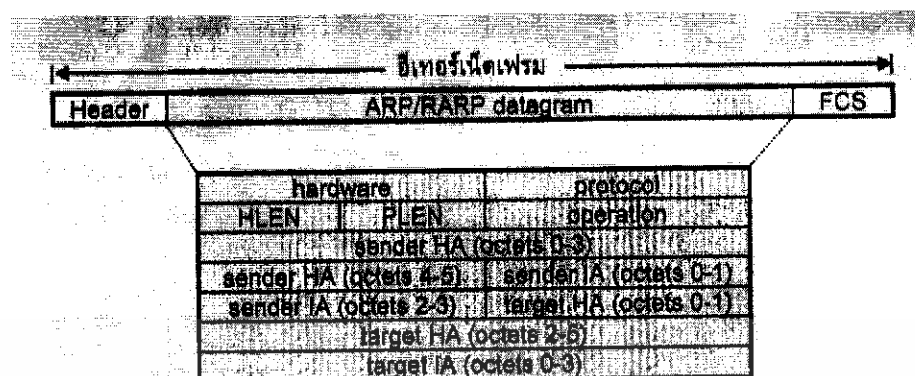 อีเทอร์เน็ตเฟรม
Header ARP/RARP datagram FCS
hardware protocol
HLEN PLEN operation
sender HA (octets 0-3)
sender HA (octets 4-5) sender IA (octets 0-1)
sender IA (octets 2-3) target HA (octets 0-1)
target HA (octets 2-5)
target IA (octets 0-3)